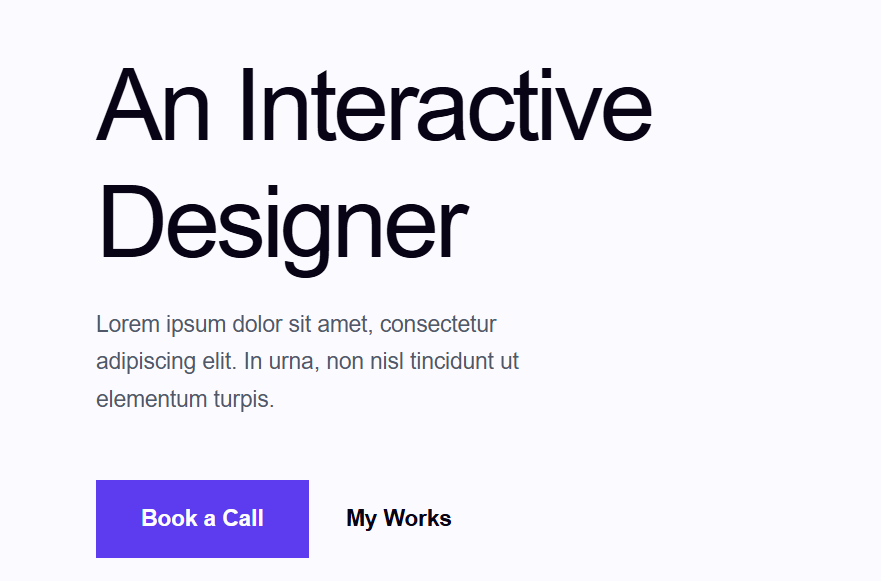 An Interactive
Designer
Lorem ipsum dolor sit amet, consectetur
adipiscing elit. In urna, non nisl tincidunt ut
elementum turpis.
Book a Call
My Works